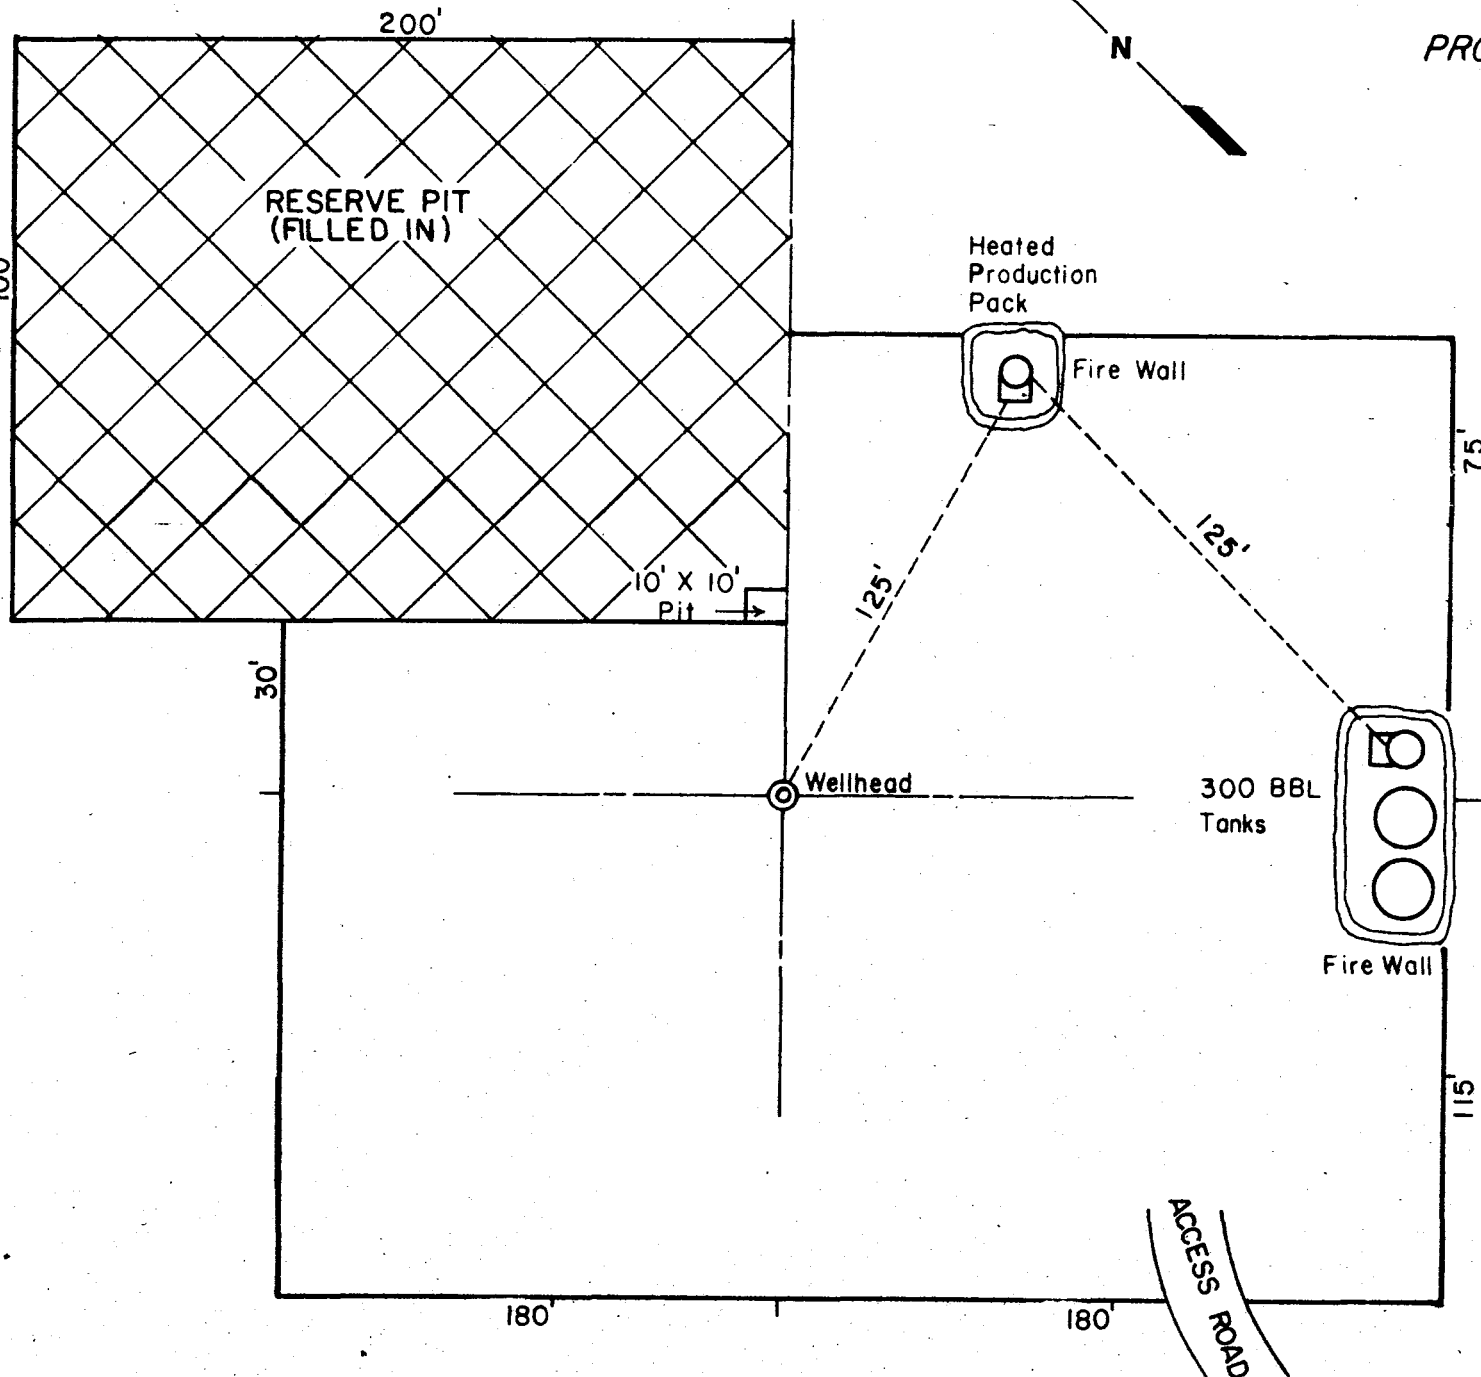 200'
N
RESERVE PIT
(FILLED IN)
Heated
Production
Pack
Fire Wall
75'
125'
125'
10' X 10'
Pit
30'
Wellhead
300 BBL
Tanks
Fire Wall
115'
ACCESS ROAD
180'
180'